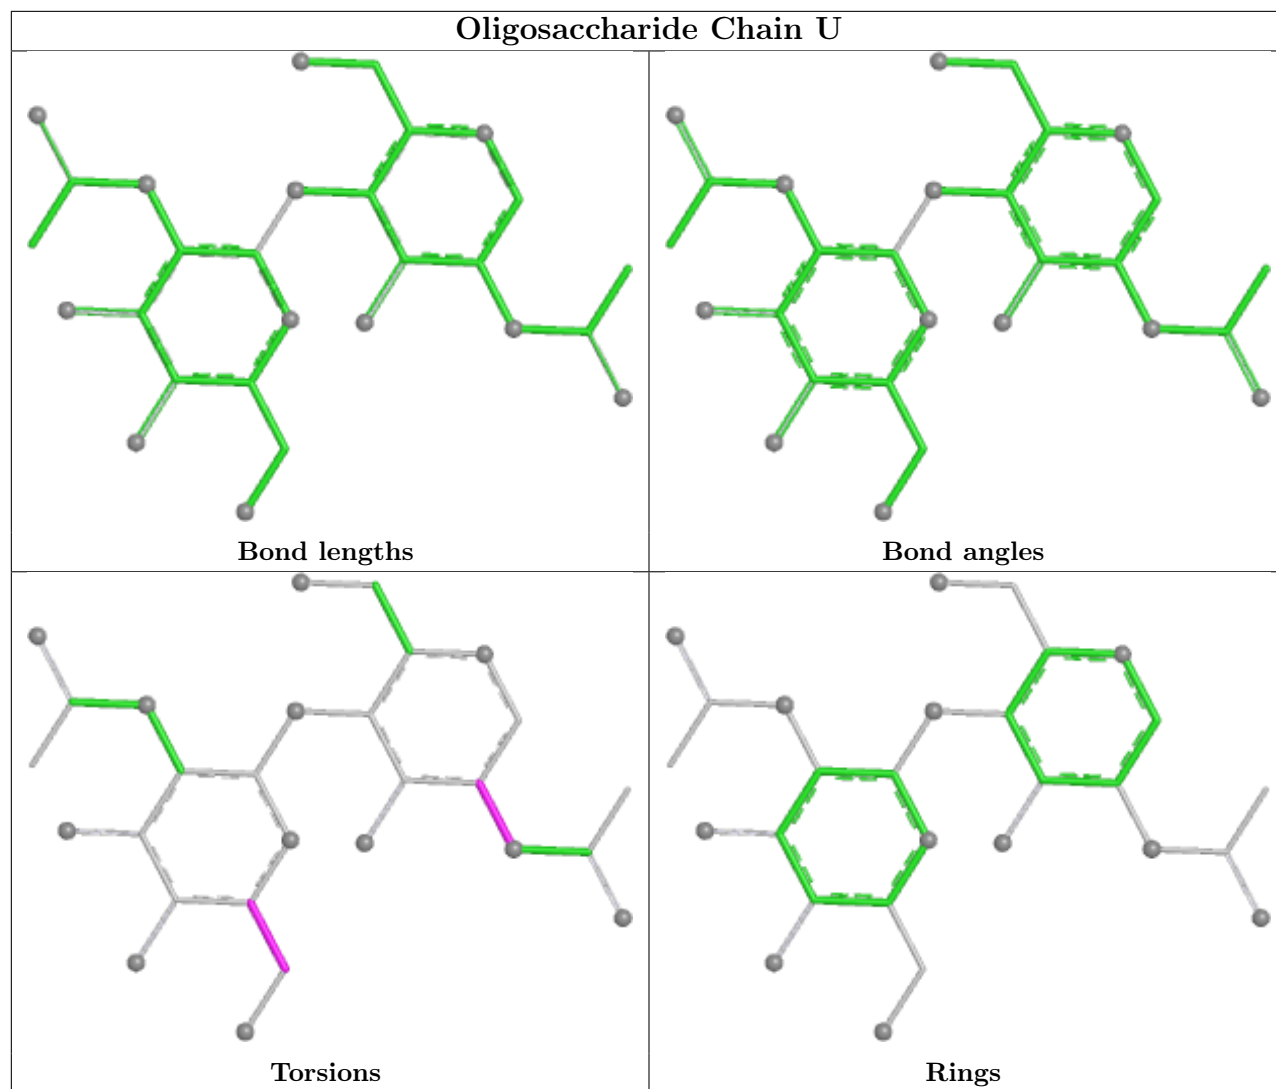 Oligosaccharide Chain U
Bond lengths
Bond angles
Torsions
Rings